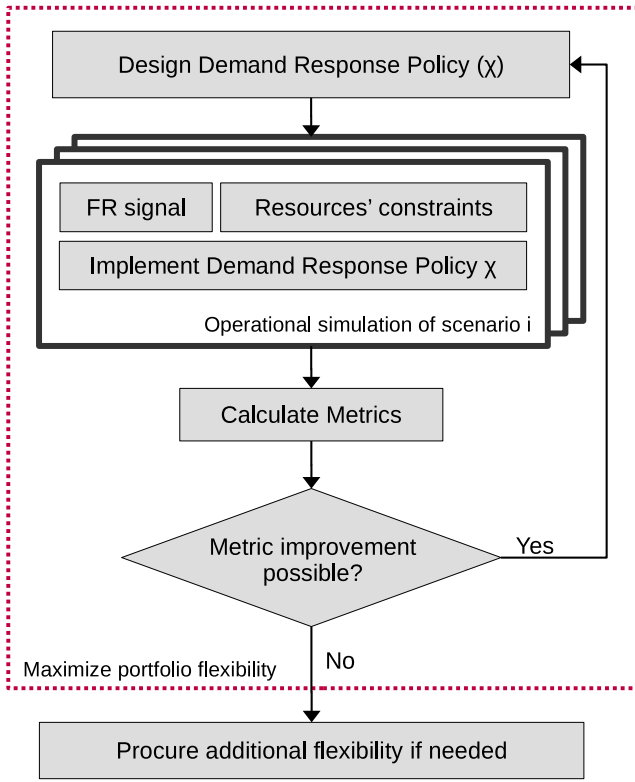 Design Demand Response Policy (χ)
FR signal
Resources' constraints
Implement Demand Response Policy χ
Operational simulation of scenario i
Calculate Metrics
Metric improvement
possible?
Yes
No
Maximize portfolio flexibility
Procure additional flexibility if needed